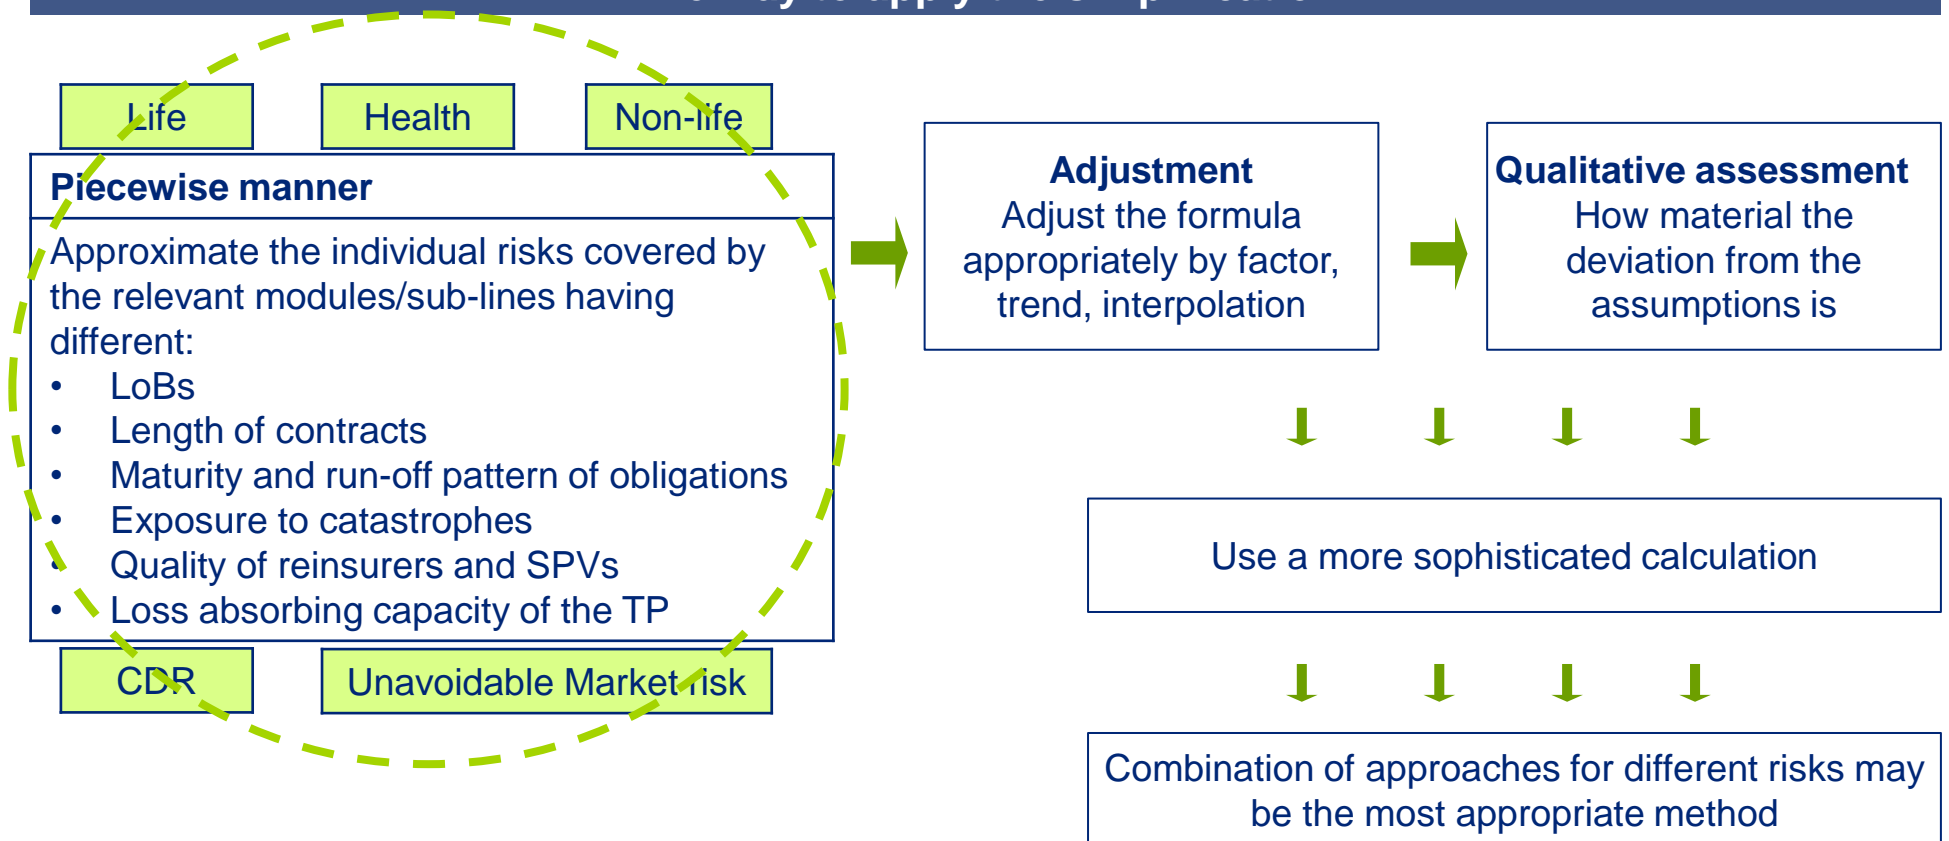 Life
Health
Non-life
Piecewise manner
Approximate the individual risks covered by
the relevant modules/sub-lines having
different:
• LoBs
• Length of contracts
• Maturity and run-off pattern of obligations
• Exposure to catastrophes
• Quality of reinsurers and SPVs
• Loss absorbing capacity of the TP
CDR
Unavoidable Market risk
Adjustment
Adjust the formula
appropriately by factor,
trend, interpolation
Qualitative assessment
How material the
deviation from the
assumptions is
Use a more sophisticated calculation
Combination of approaches for different risks may
be the most appropriate method